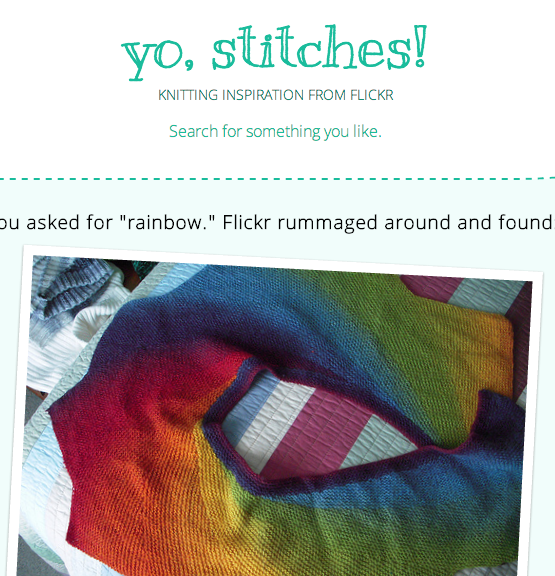 yo, stitches!
KNITTING INSPIRATION FROM FLICKR
Search for something you like.
ou asked for "rainbow." Flickr rummaged around and found: